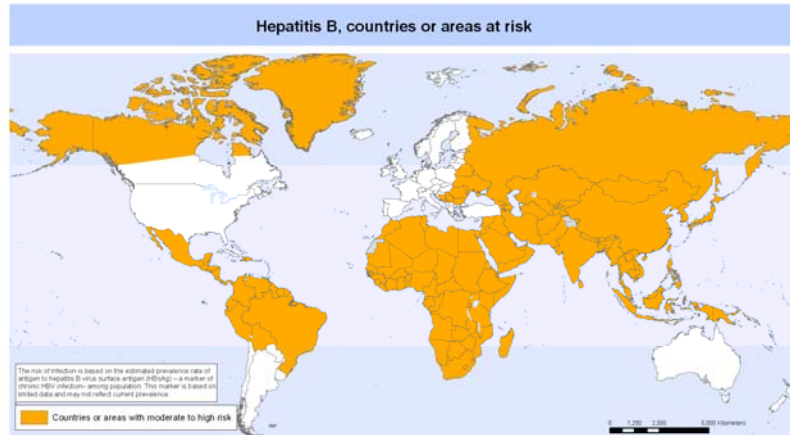 Hepatitis B, countries or areas at risk
The risk of infection is based on the estimated prevalence rate of
antigen to hepatitis B virus surface antigen (HBsAg) – a marker of
chronic HBV infection– among population. This marker is based on
limited data and may not reflect current prevalence.
Countries or areas with moderate to high risk
0 1,250 2,500 5,000 Kilometers